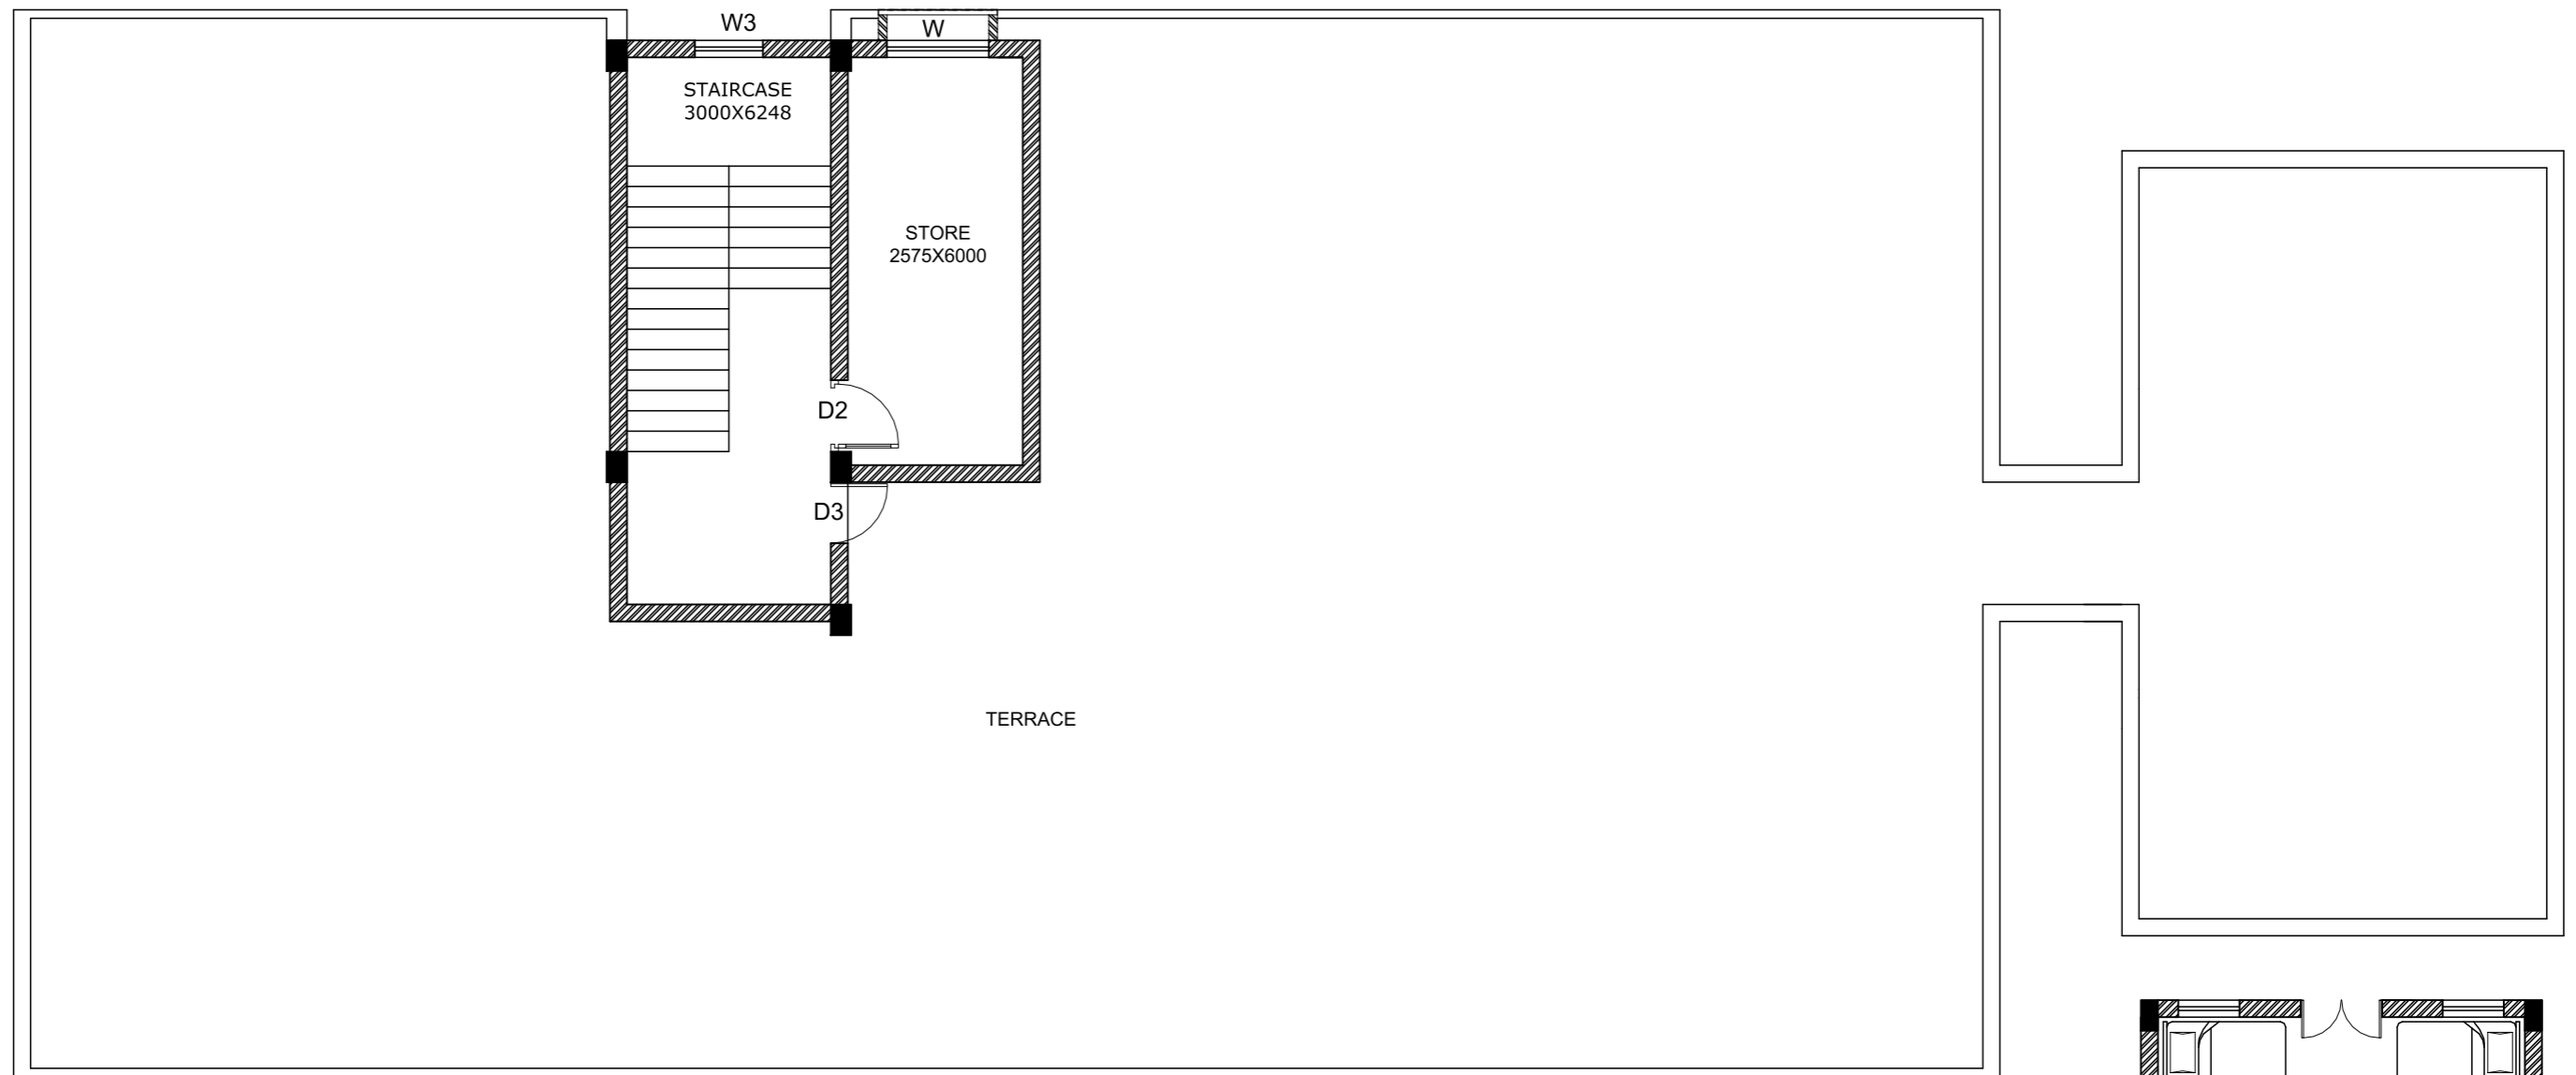 W3
W
STAIRCASE
3000X6248
STORE
2575X6000
D2
D3
TERRACE